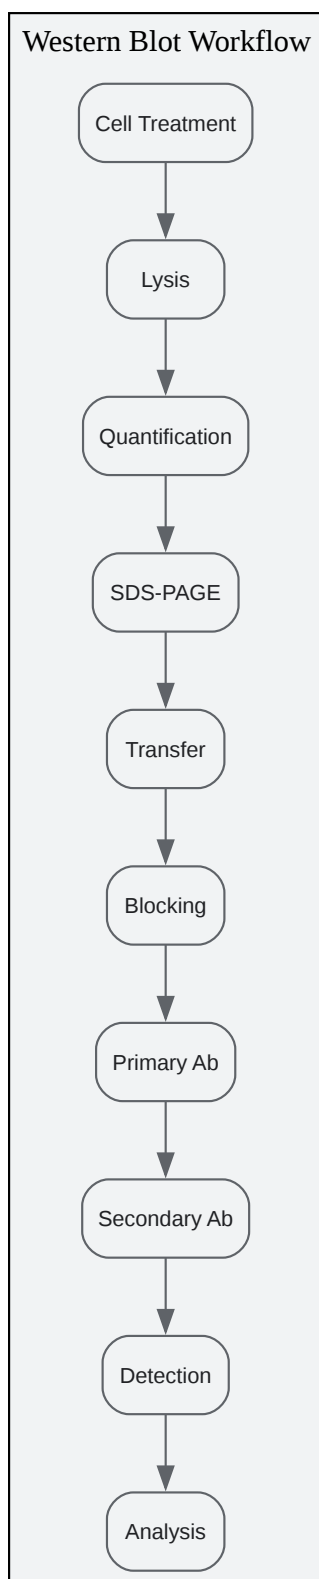 Western Blot Workflow
Cell Treatment
Lysis
Quantification
SDS-PAGE
Transfer
Blocking
Primary Ab
Secondary Ab
Detection
Analysis